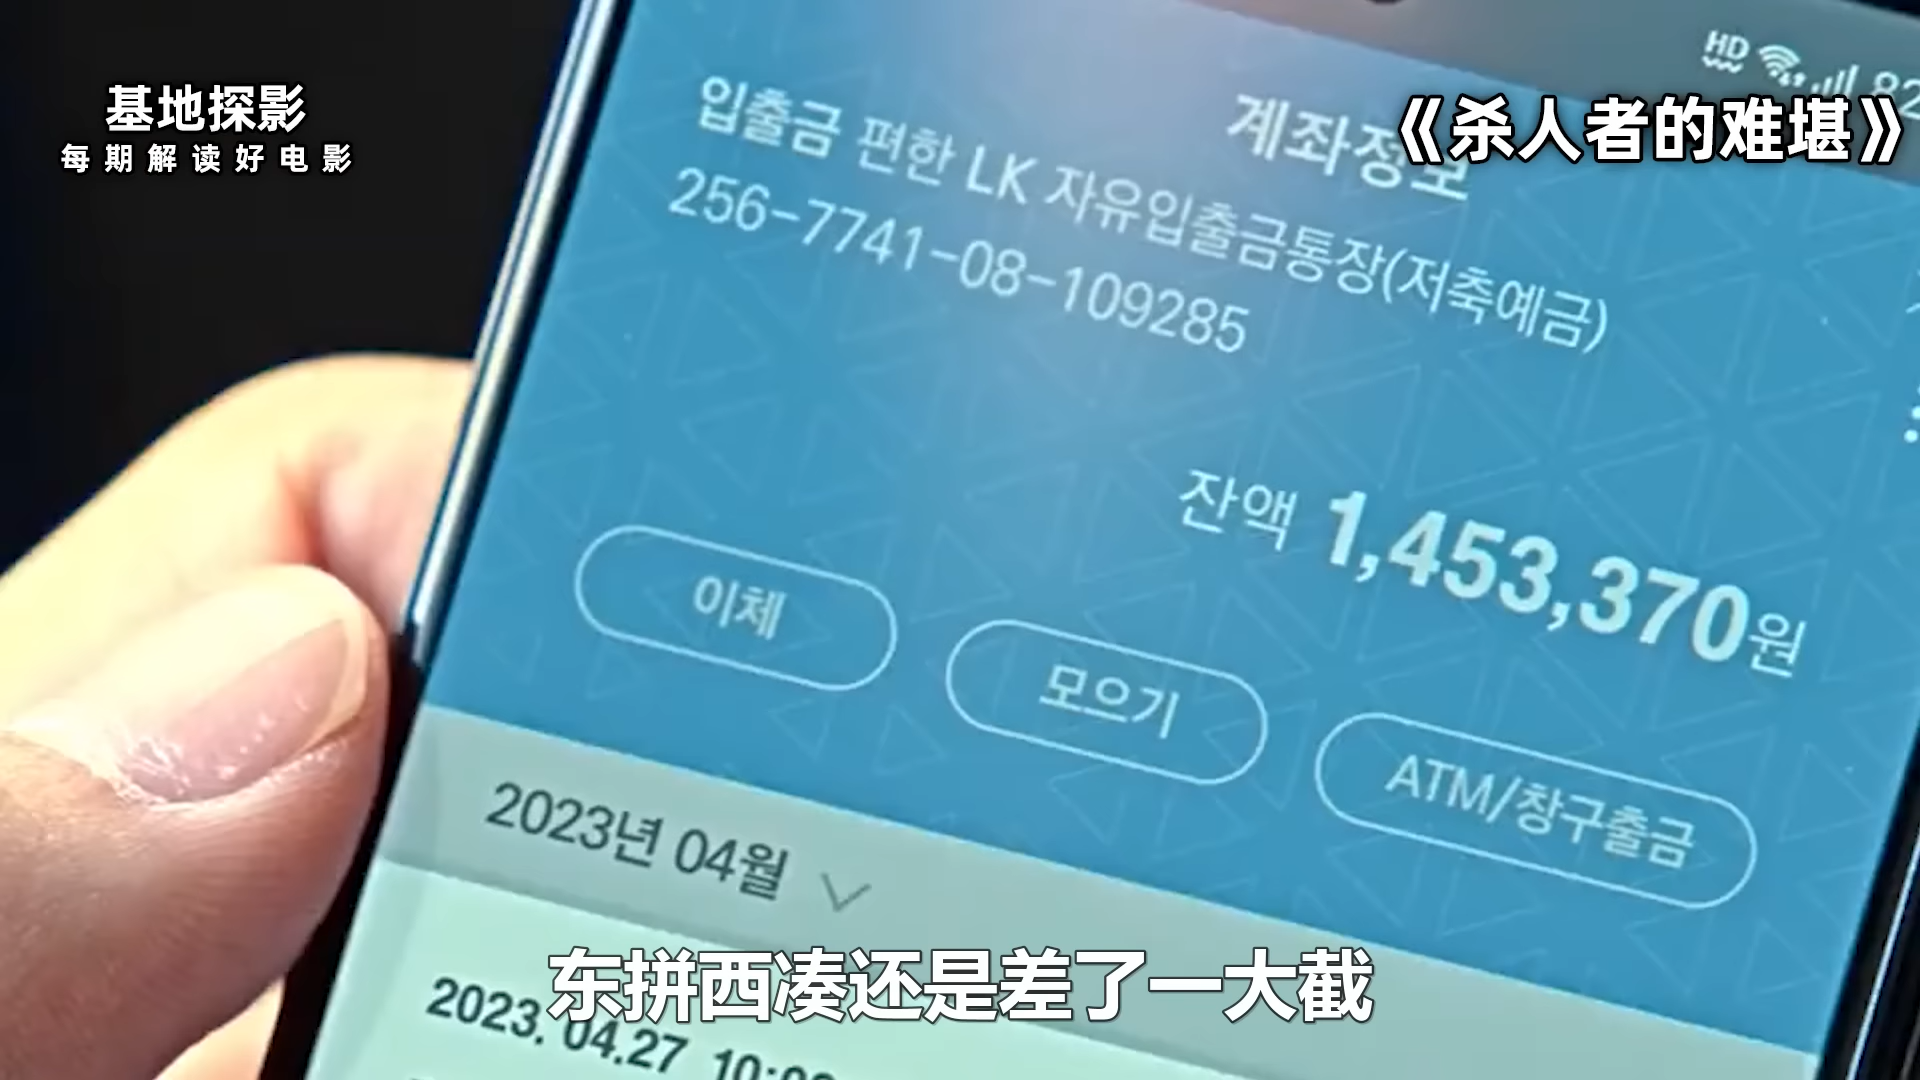 基地探影
每期解读好电影
《杀人者的难堪》
HD
计좌정보
입출금 편한 LK 자유입출금통장(저축예금)
256-7741-08-109285
잔액 1,453,370원
이체
모으기
ATM/창구출금
2023년 04월
2023. 04.27
东拼西凑还是差了一大截